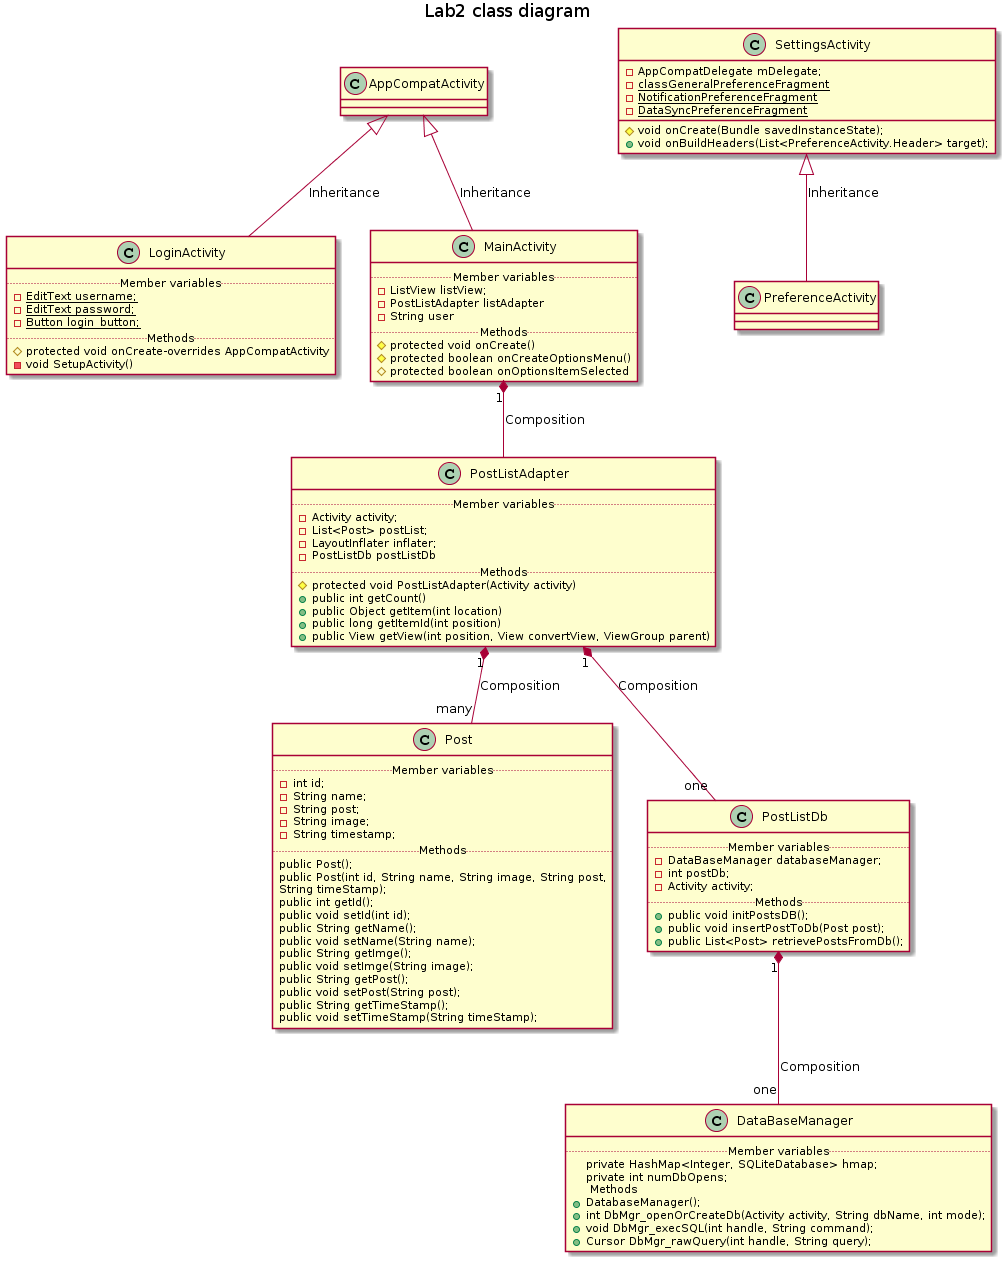 Lab2 class diagram
C AppCompatActivity
C SettingsActivity
AppCompatDelegate mDelegate;
classGeneralPreferenceFragment
NotificationPreferenceFragment
DataSyncPreferenceFragment
void onCreate(Bundle savedInstanceState);
void onBuildHeaders(List<PreferenceActivity.Header> target);
Inheritance
Inheritance
Inheritance
C LoginActivity
Member variables
EditText username;
EditText password;
Button login_button;
Methods
protected void onCreate-overrides AppCompatActivity
void SetupActivity()
C MainActivity
Member variables
ListView listView;
PostListAdapter listAdapter
String user
Methods
protected void onCreate()
protected boolean onCreateOptionsMenu()
protected boolean onOptionsItemSelected
C PreferenceActivity
1
Composition
C PostListAdapter
Member variables
Activity activity;
List<Post> postList;
LayoutInflater inflater;
PostListDb postListDb
Methods
protected void PostListAdapter(Activity activity)
public int getCount()
public Object getItem(int location)
public long getItemId(int position)
public View getView(int position, View convertView, ViewGroup parent)
1
1
Composition
Composition
many
one
C Post
Member variables
int id;
String name;
String post;
String image;
String timestamp;
Methods
public Post();
public Post(int id, String name, String image, String post,
String timeStamp);
public int getId();
public void setId(int id);
public String getName();
public void setName(String name);
public String getImge();
public void setImge(String image);
public String getPost();
public void setPost(String post);
public String getTimeStamp();
public void setTimeStamp(String timeStamp);
C PostListDb
Member variables
DataBaseManager databaseManager;
int postDb;
Activity activity;
Methods
public void initPostsDB();
public void insertPostToDb(Post post);
public List<Post> retrievePostsFromDb();
1
Composition
one
C DataBaseManager
Member variables
private HashMap<Integer, SQLiteDatabase> hmap;
private int numDbOpens;
Methods
DatabaseManager();
int DbMgr_openOrCreateDb(Activity activity, String dbName, int mode);
void DbMgr_execSQL(int handle, String command);
Cursor DbMgr_rawQuery(int handle, String query);